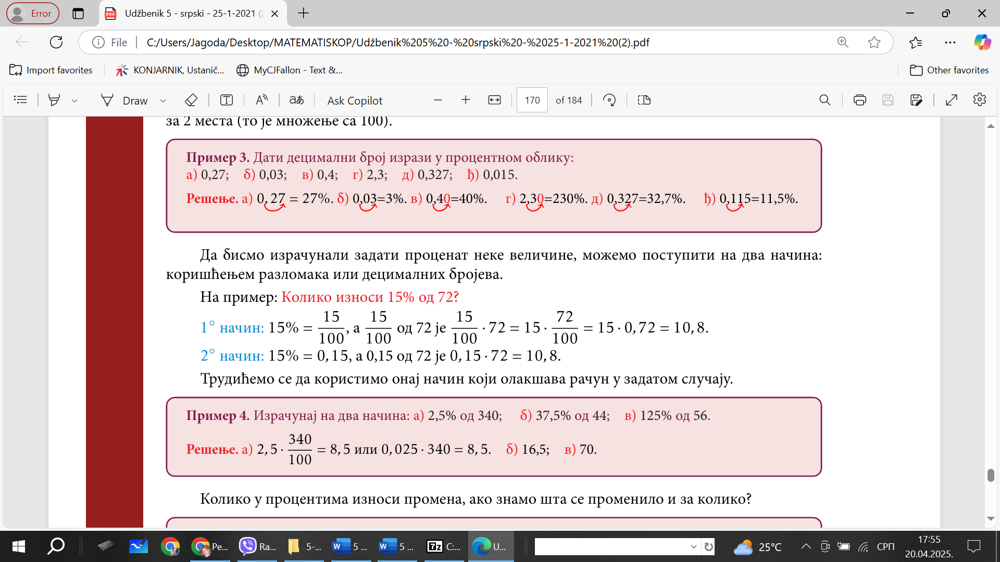 Error
Udžbenik 5 - srpski - 25-1-2021 (2
File
C:/Users/Jagoda/Desktop/MATEMATISKOP/Udžbenik%205%20-%20srpski%20-%2025-1-2021%20(2).pdf
Import favorites
KONJARNIK, Ustanič...
MyCJFallon - Text &...
Other favorites
Draw
Ask Copilot
170 of 184
за 2 места (то је множење са 100).
Пример 3. Дати децимални број изрази у процентном облику:
а) 0,27; б) 0,03; в) 0,4; г) 2,3; д) 0,327; ђ) 0,015.
Решење. а) 0,27 = 27%. б) 0,03=3%. в) 0,40=40%. г) 2,30=230%. д) 0,327=32,7%. ђ) 0,115=11,5%.
Да бисмо израчунали задати проценат неке величине, можемо поступити на два начина:
коришћењем разломака или децималних бројева.
На пример: Колико износи 15% од 72?
1° начин: 15% = 15/100, а 15/100 од 72 је 15/100 · 72 = 15 · 72/100 = 15 · 0,72 = 10,8.
2° начин: 15% = 0,15, а 0,15 од 72 је 0,15 · 72 = 10,8.
Трудићемо се да користимо онај начин који олакшава рачун у задатом случају.
Пример 4. Израчунај на два начина: а) 2,5% од 340; б) 37,5% од 44; в) 125% од 56.
Решење. а) 2,5 · 340/100 = 8,5 или 0,025 · 340 = 8,5. б) 16,5; в) 70.
Колико у процентима износи промена, ако знамо шта се променило и за колико?
Pe...
Ra...
5-...
5 ...
5 ...
C:...
U...
25°C
СРП
17:55
20.04.2025.